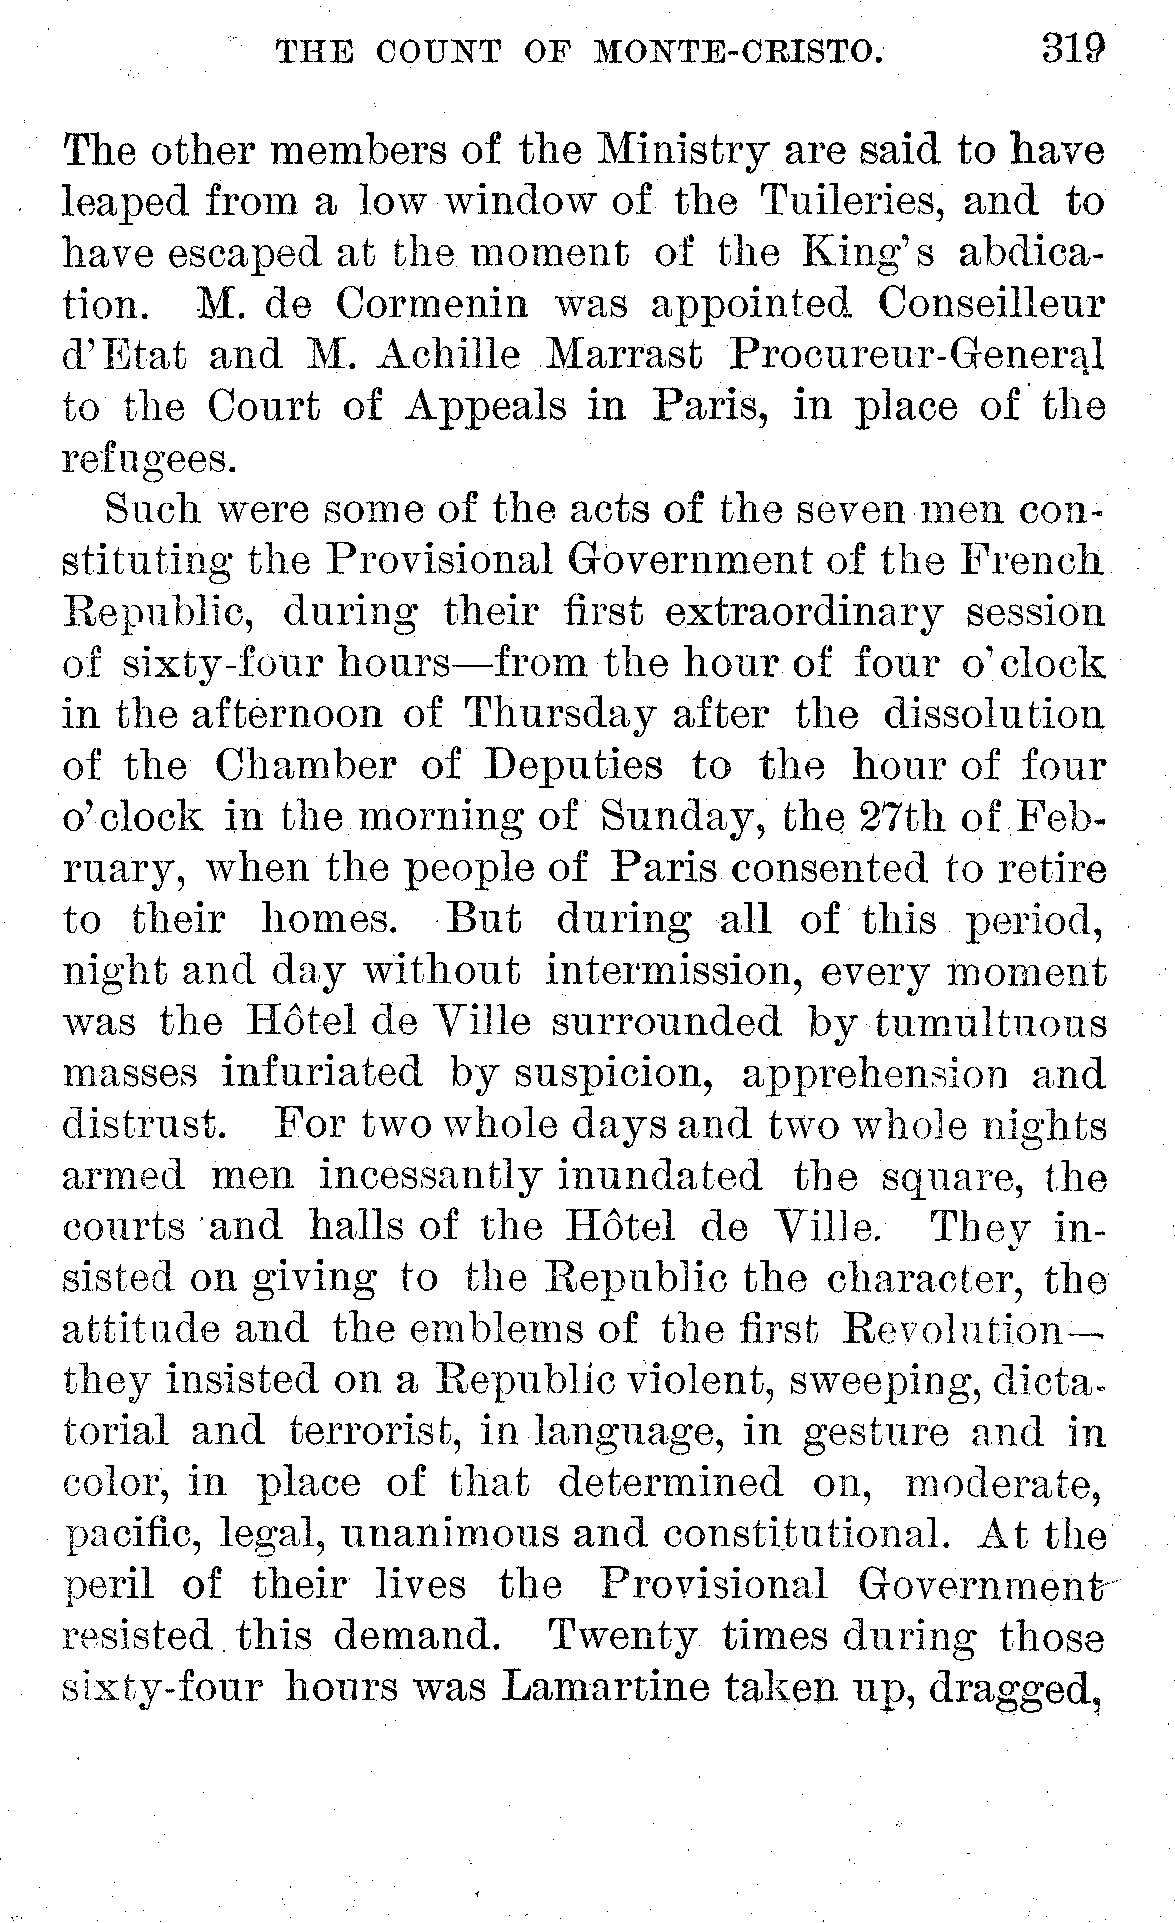 THE COUNT OF MONTE-CRISTO. 319
The other members of the Ministry are said to have
leaped from a low window of the Tuileries, and to
have escaped at the moment of the King's abdica-
tion. M. de Cormenin was appointed Conseilleur
d'Etat and M. Achille Marrast Procureur-General
to the Court of Appeals in Paris, in place of the
refugees.
Such were some of the acts of the seven men con-
stituting the Provisional Government of the French
Republic, during their first extraordinary session
of sixty-four hours—from the hour of four o'clock
in the afternoon of Thursday after the dissolution
of the Chamber of Deputies to the hour of four
o'clock in the morning of Sunday, the 27th of Feb-
ruary, when the people of Paris consented to retire
to their homes. But during all of this period,
night and day without intermission, every moment
was the Hôtel de Ville surrounded by tumultuous
masses infuriated by suspicion, apprehension and
distrust. For two whole days and two whole nights
armed men incessantly inundated the square, the
courts and halls of the Hôtel de Ville. They in-
sisted on giving to the Republic the character, the
attitude and the emblems of the first Revolution—
they insisted on a Republic violent, sweeping, dicta-
torial and terrorist, in language, in gesture and in
color, in place of that determined on, moderate,
pacific, legal, unanimous and constitutional. At the
peril of their lives the Provisional Government
resisted this demand. Twenty times during those
sixty-four hours was Lamartine taken up, dragged,